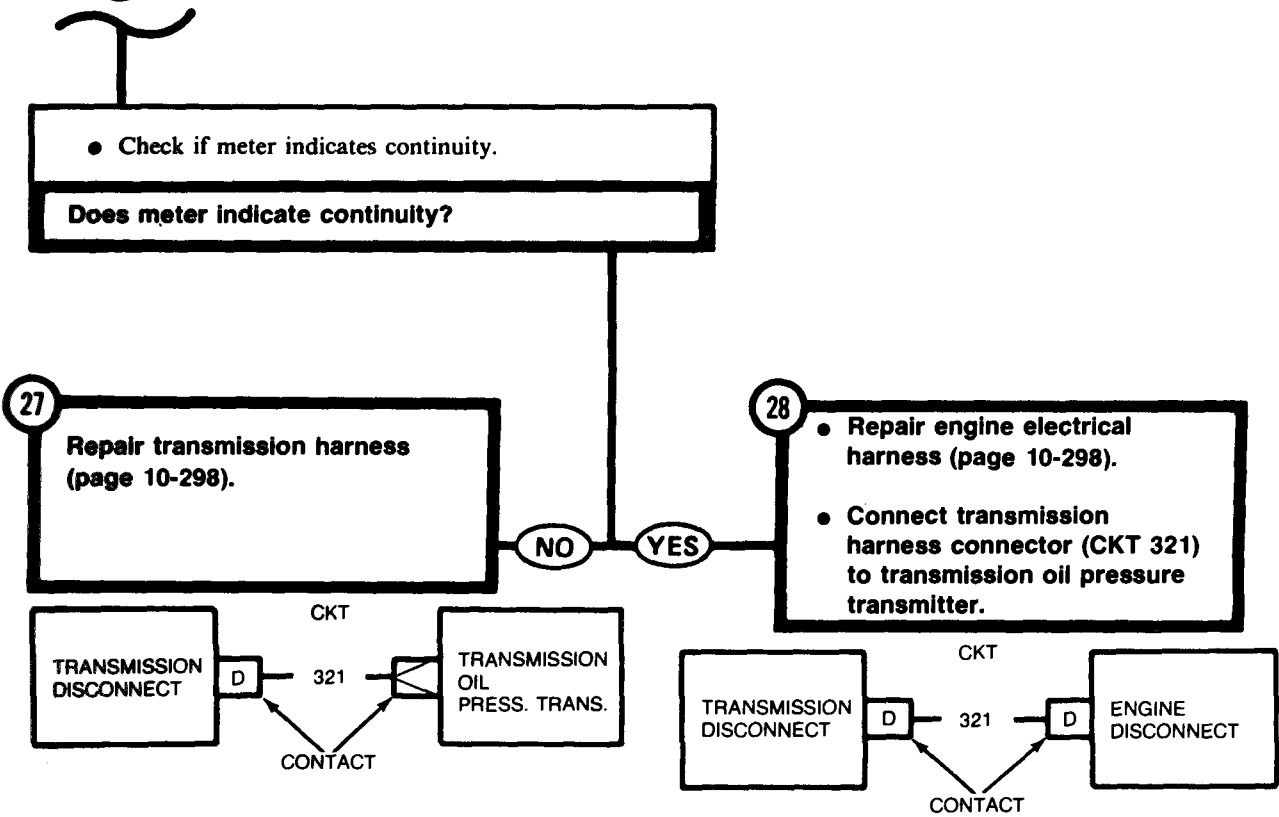 ● Check if meter indicates continuity.
Does meter indicate continuity?
27
Repair transmission harness
(page 10-298).
NO
YES
28
● Repair engine electrical
harness (page 10-298).
● Connect transmission
harness connector (CKT 321)
to transmission oil pressure
transmitter.
CKT
TRANSMISSION
DISCONNECT
D
321
TRANSMISSION
OIL
PRESS. TRANS.
CONTACT
CKT
TRANSMISSION
DISCONNECT
D
321
D
ENGINE
DISCONNECT
CONTACT